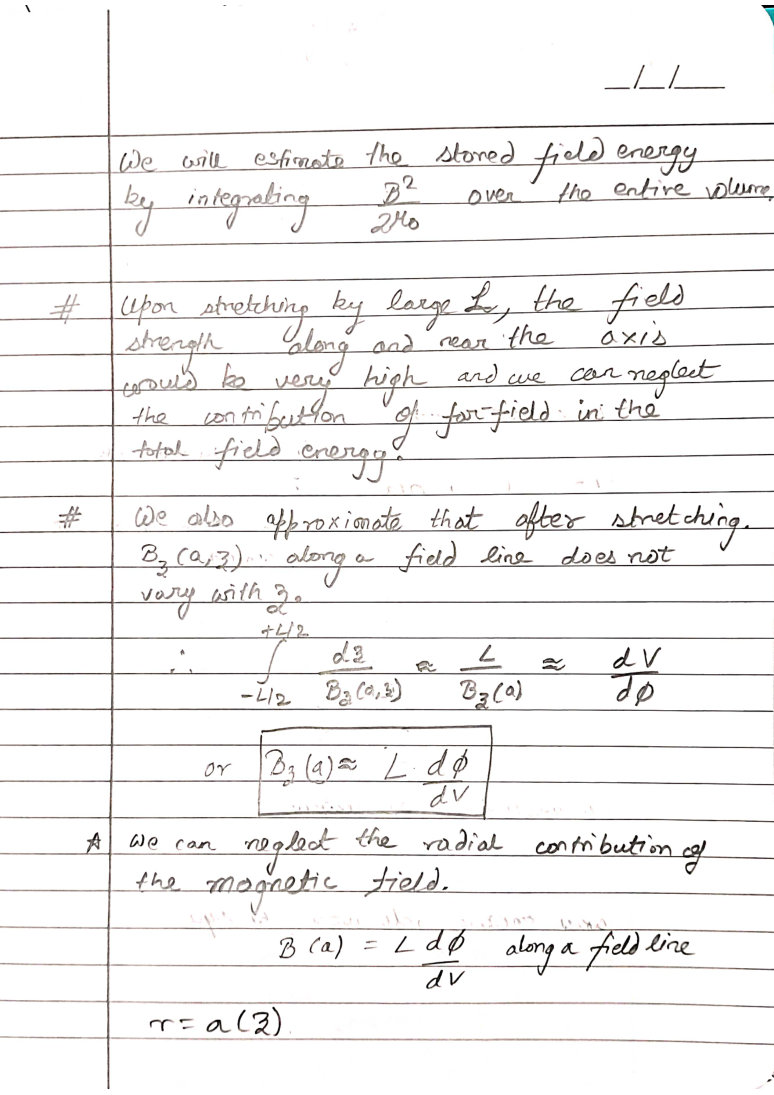 _/_/_
We will estimate the stored field energy
by integrating B²/2μ₀ over the entire volume.
# Upon stretching by large L, the field
strength along and near the axis
would be very high and we can neglect
the contribution of far-field in the
total field energy.
# We also approximate that after stretching.
B_z(a,z) along a field line does not
vary with z.
∴ ∫_{-L/2}^{+L/2} dz/B_z(a,z) ≈ L/B_z(a) ≈ dV/dϕ
or B_z(a) ≈ L dϕ/dV
☆ We can neglect the radial contribution of
the magnetic field.
B(a) = L dϕ/dV along a field line
r = a(z)